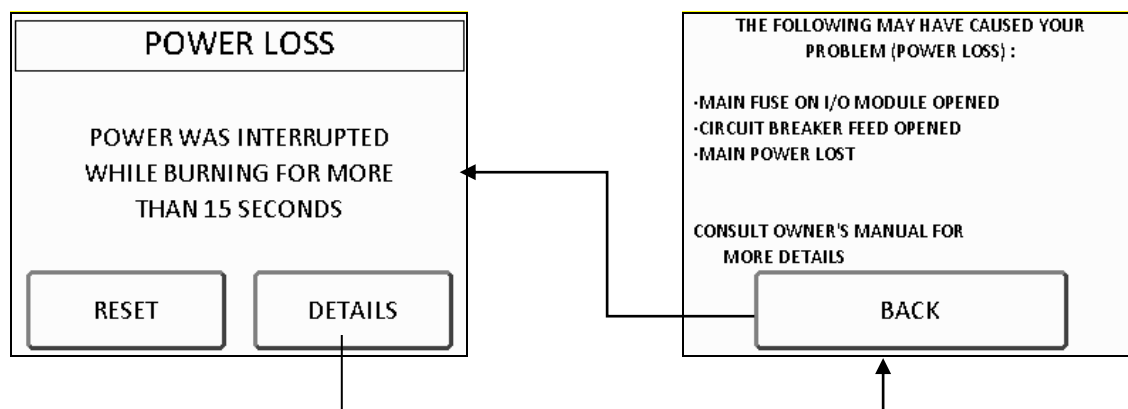 POWER LOSS
POWER WAS INTERRUPTED
WHILE BURNING FOR MORE
THAN 15 SECONDS
RESET
DETAILS
THE FOLLOWING MAY HAVE CAUSED YOUR
PROBLEM (POWER LOSS) :
·MAIN FUSE ON I/O MODULE OPENED
·CIRCUIT BREAKER FEED OPENED
·MAIN POWER LOST
CONSULT OWNER'S MANUAL FOR
MORE DETAILS
BACK